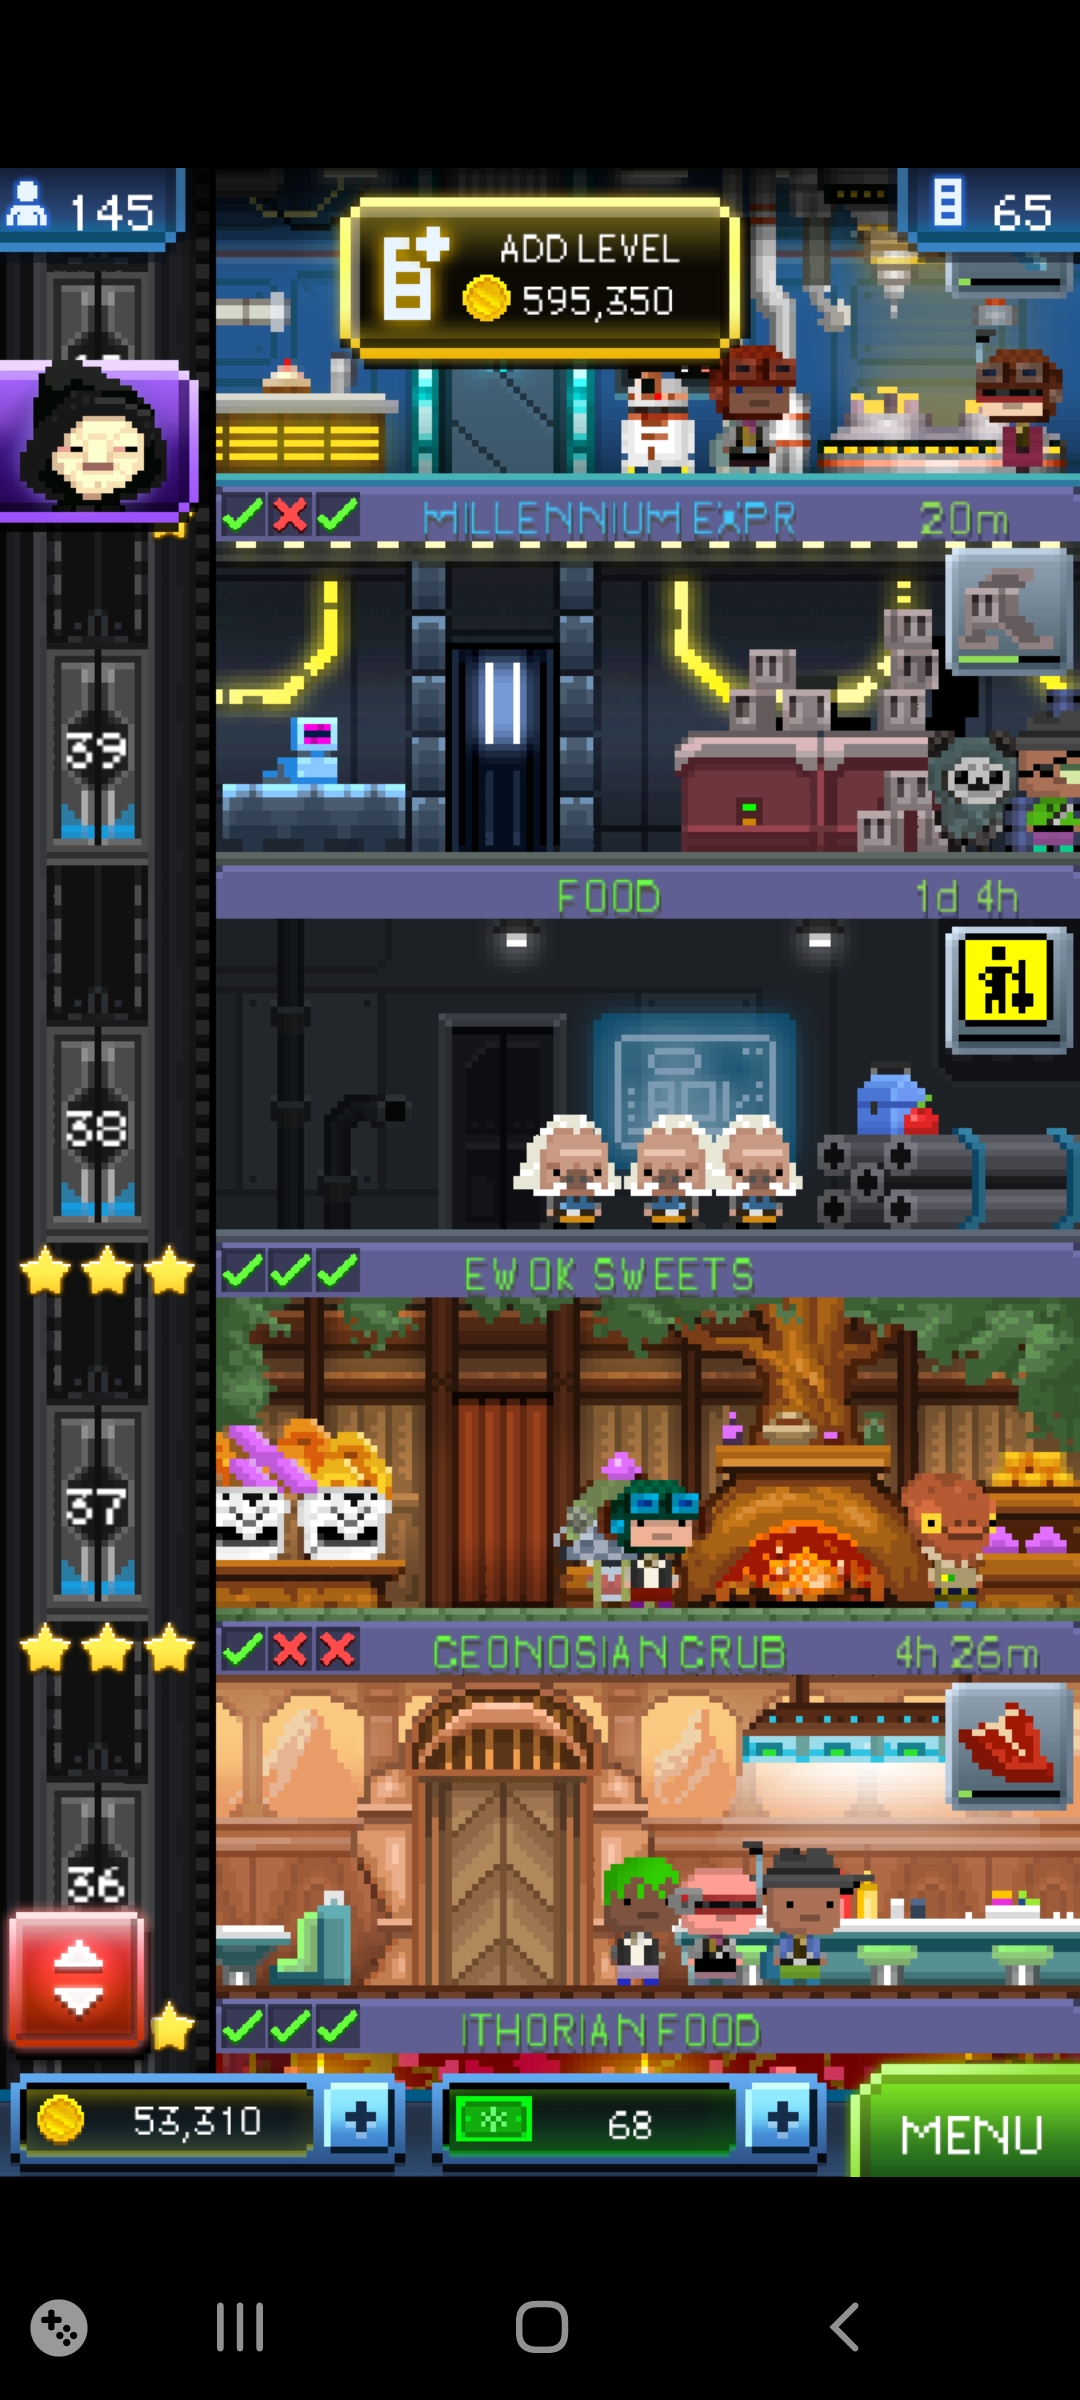 145
ADD LEVEL
595,350
65
MILLENNIUM EXPR
20m
39
FOOD
1d 4h
38
EWOK SWEETS
37
GEONOSIAN GRUB
4h 26m
36
ITHORIAN FOOD
53,310
68
MENU